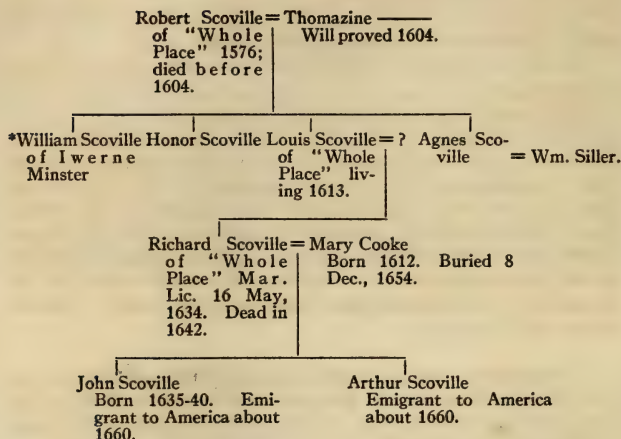 Robert Scoville = Thomazine ———
of "Whole Place" 1576; died before 1604.
Will proved 1604.
*William Scoville
of Iwerne
Minster
Honor Scoville
Louis Scoville = ?
of "Whole
Place" liv-
ing 1613.
Agnes Sco-
ville = Wm. Siller.
Richard Scoville = Mary Cooke
of "Whole
Place" Mar.
Lic. 16 May,
1634. Dead in
1642.
Born 1612. Buried 8
Dec., 1654.
John Scoville
Born 1635-40. Emi-
grant to America about
1660.
Arthur Scoville
Emigrant to America
about 1660.